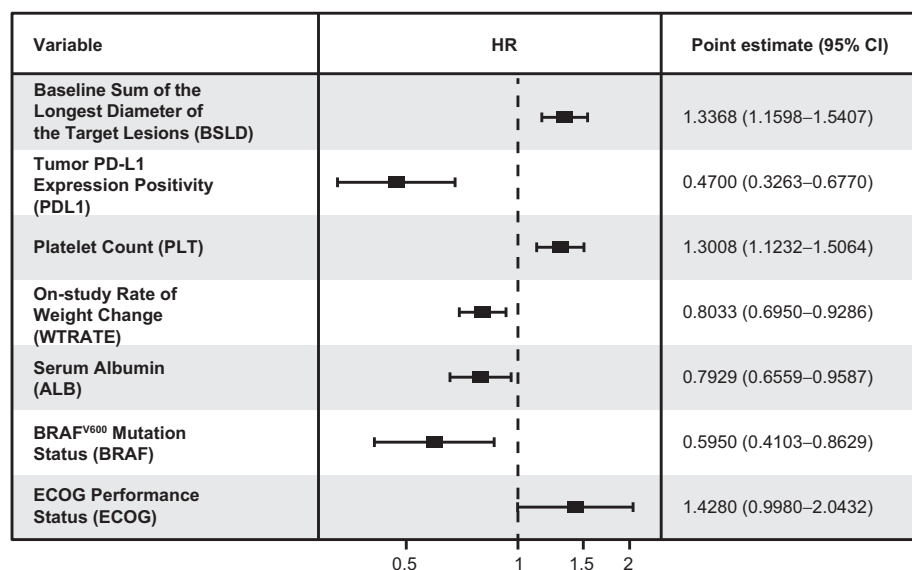 Variable HR Point estimate (95% CI)
Baseline Sum of the
Longest Diameter of
the Target Lesions (BSLD)
1.3368 (1.1598–1.5407)
Tumor PD-L1
Expression Positivity
(PDL1)
0.4700 (0.3263–0.6770)
Platelet Count (PLT) 1.3008 (1.1232–1.5064)
On-study Rate of
Weight Change
(WTRATE)
0.8033 (0.6950–0.9286)
Serum Albumin
(ALB)
0.7929 (0.6559–0.9587)
BRAFV600 Mutation
Status (BRAF)
0.5950 (0.4103–0.8629)
ECOG Performance
Status (ECOG)
1.4280 (0.9980–2.0432)
0.5 1 1.5 2